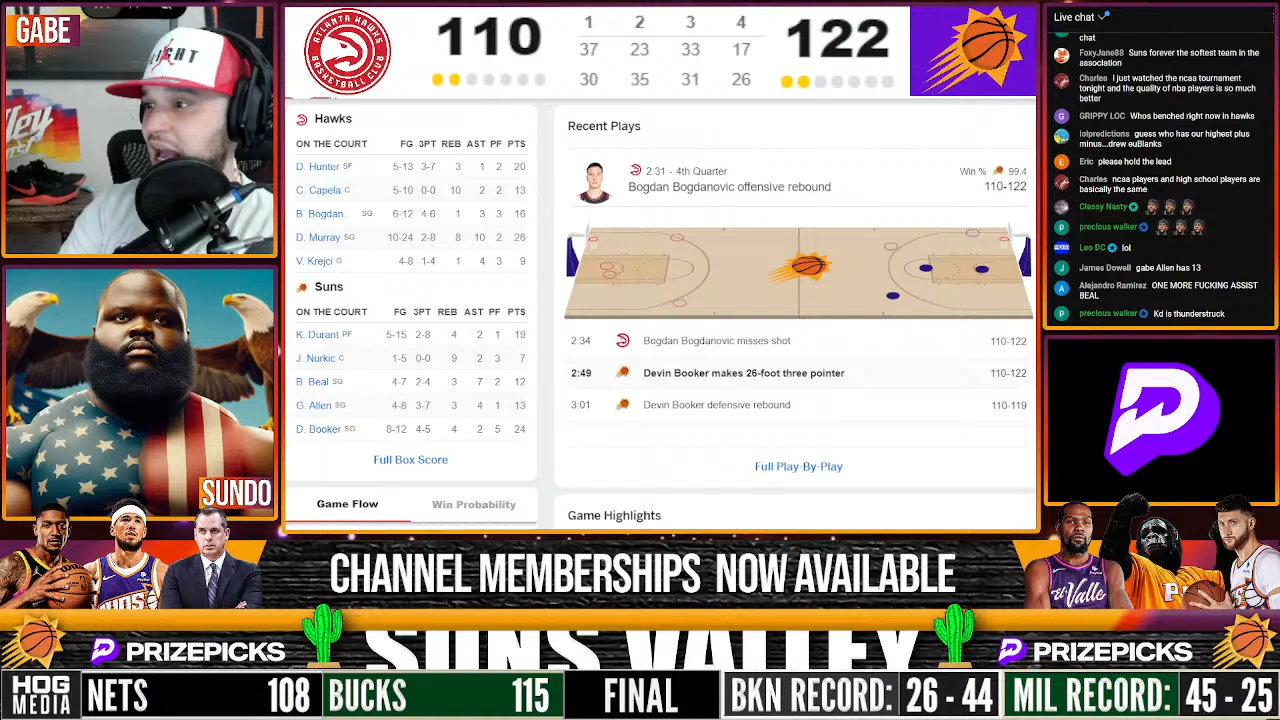 GABE
LIGHT
ATLANTA HAWKS
BASKETBALL CLUB
110
1 2 3 4
37 23 33 17
30 35 31 26
122
Hawks
ON THE COURT FG 3PT REB AST PF PTS
D. Hunter SF 5-13 3-7 3 1 2 20
C. Capela C 5-10 0-0 10 2 2 13
B. Bogdan... SG 6-12 4-6 1 3 3 16
D. Murray SG 10-24 2-8 8 10 2 26
V. Krejci G 4-8 1-4 1 4 3 9
Suns
ON THE COURT FG 3PT REB AST PF PTS
K. Durant PF 5-15 2-8 4 2 1 19
J. Nurkic C 1-5 0-0 9 2 3 7
B. Beal SG 4-7 2-4 3 7 2 12
G. Allen SG 4-8 3-7 3 4 1 13
D. Booker SG 8-12 4-5 4 2 5 24
Full Box Score
Game Flow Win Probability
Recent Plays
2:31 - 4th Quarter
Bogdan Bogdanovic offensive rebound
Win % 99.4
110-122
2:34 Bogdan Bogdanovic misses shot 110-122
2:49 Devin Booker makes 26-foot three pointer 110-122
3:01 Devin Booker defensive rebound 110-119
Full Play-By-Play
Game Highlights
Live chat
chat
FoxyJane88 Suns forever the softest team in the
association
Charles I just watched the ncaa tournament
tonight and the quality of nba players is so much
better
GRIPPY LOC Whos benched right now in hawks
lolpredictions guess who has our highest plus
minus...drew euBlanks
Eric please hold the lead
Charles ncaa players and high school players are
basically the same
Classy Nasty
precious walker
Leo DC lol
James Dowell gabe Allen has 13
Alejandro Ramirez ONE MORE FUCKING ASSIST
BEAL
precious walker Kd is thunderstruck
SUNDO
CHANNEL MEMBERSHIPS NOW AVAILABLE
PRIZEPICKS
SUNS VALLEY
PRIZEPICKS
HOG
MEDIA
NETS 108 BUCKS 115 FINAL BKN RECORD: 26 - 44 MIL RECORD: 45 - 25